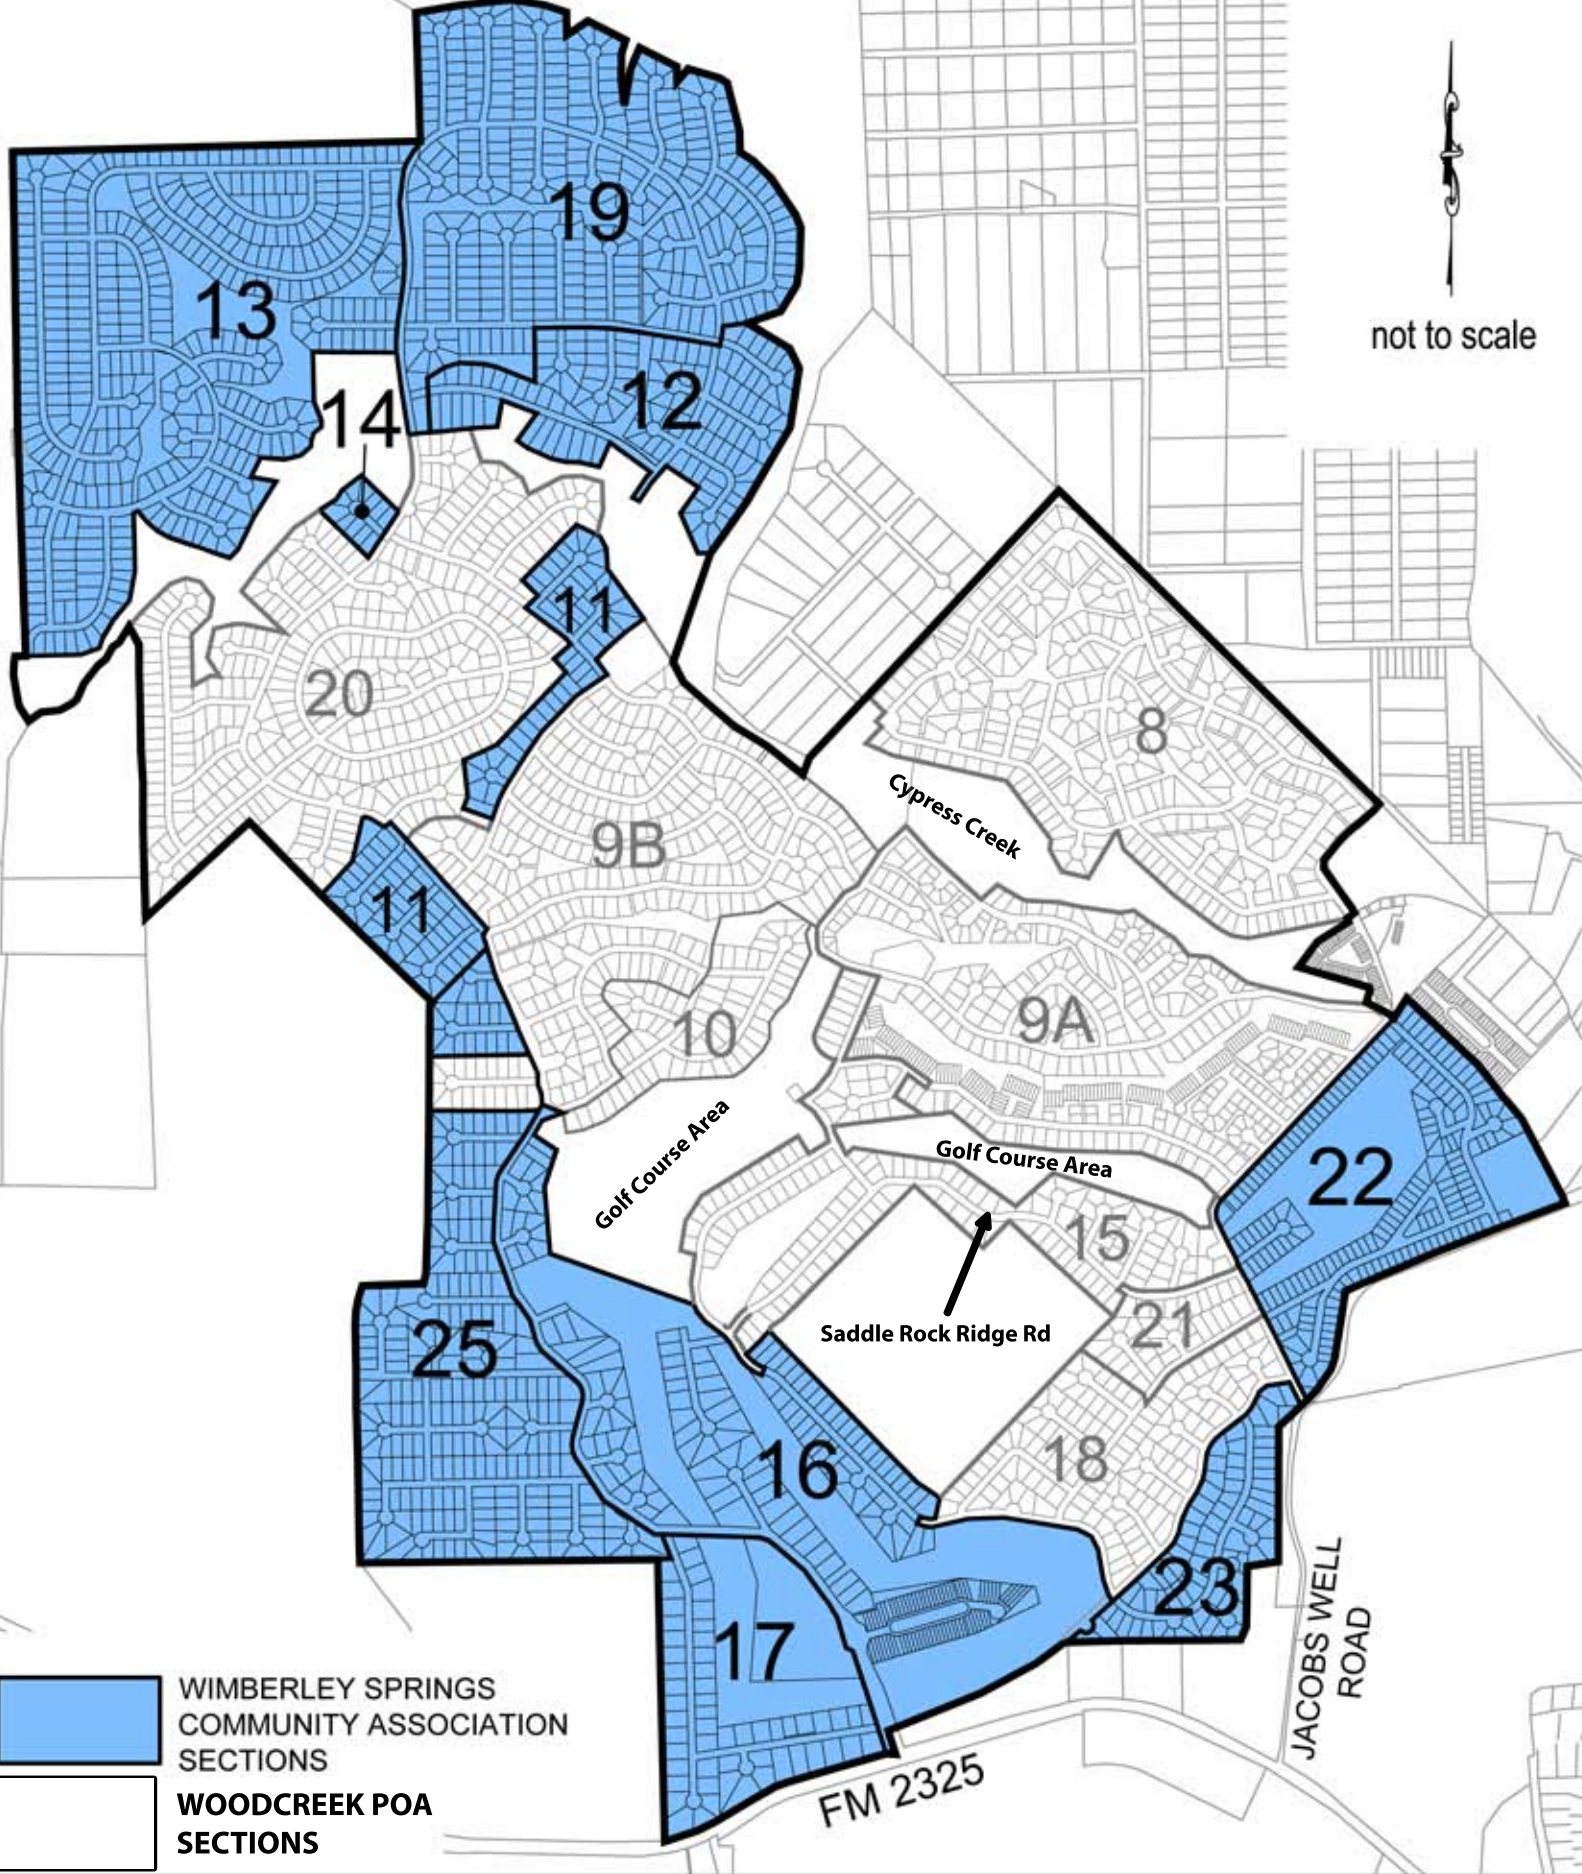 19
not to scale
13
14
12
11
20
8
Cypress Creek
9B
11
10
9A
Golf Course Area
Golf Course Area
22
15
21
Saddle Rock Ridge Rd
25
16
18
23
17
JACOBS WELL
ROAD
FM 2325
WIMBERLEY SPRINGS
COMMUNITY ASSOCIATION
SECTIONS
WOODCREEK POA
SECTIONS